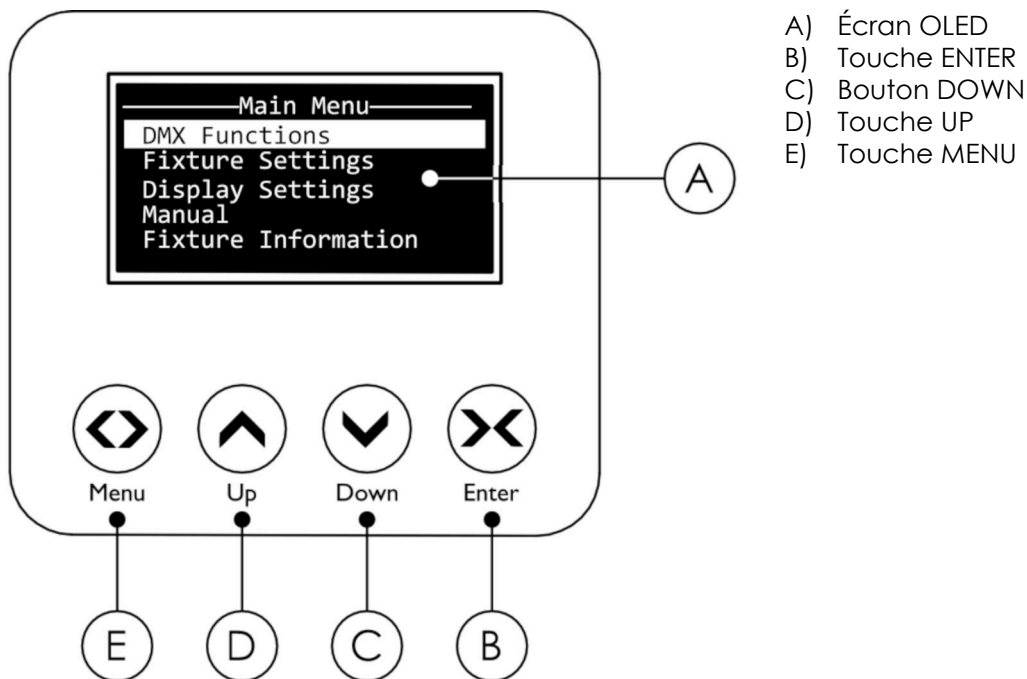 Main Menu
DMX Functions
Fixture Settings
Display Settings
Manual
Fixture Information
A
Menu Up Down Enter
E D C B
A) Écran OLED
B) Touche ENTER
C) Bouton DOWN
D) Touche UP
E) Touche MENU